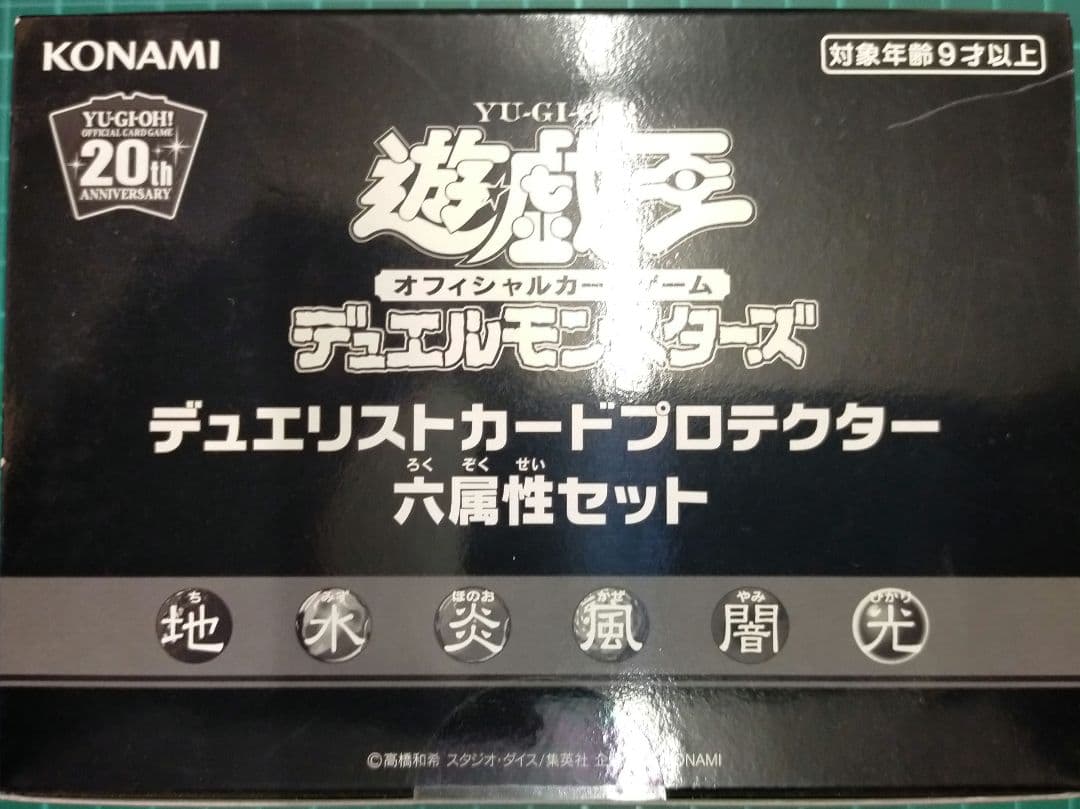 KONAMI
対象年齢9才以上
YU-GI-OH!
OFFICIAL CARD GAME
20th
ANNIVERSARY
YU-GI-
遊戯王
オフィシャルカードゲーム
デュエルモンスターズ
デュエリストカードプロテクター
ろくぞくせい
六属性セット
ち みず ほのお かぜ やみ ひかり
地 水 炎 風 闇 光
©高橋和希 スタジオ・ダイス/集英社 企 KONAMI